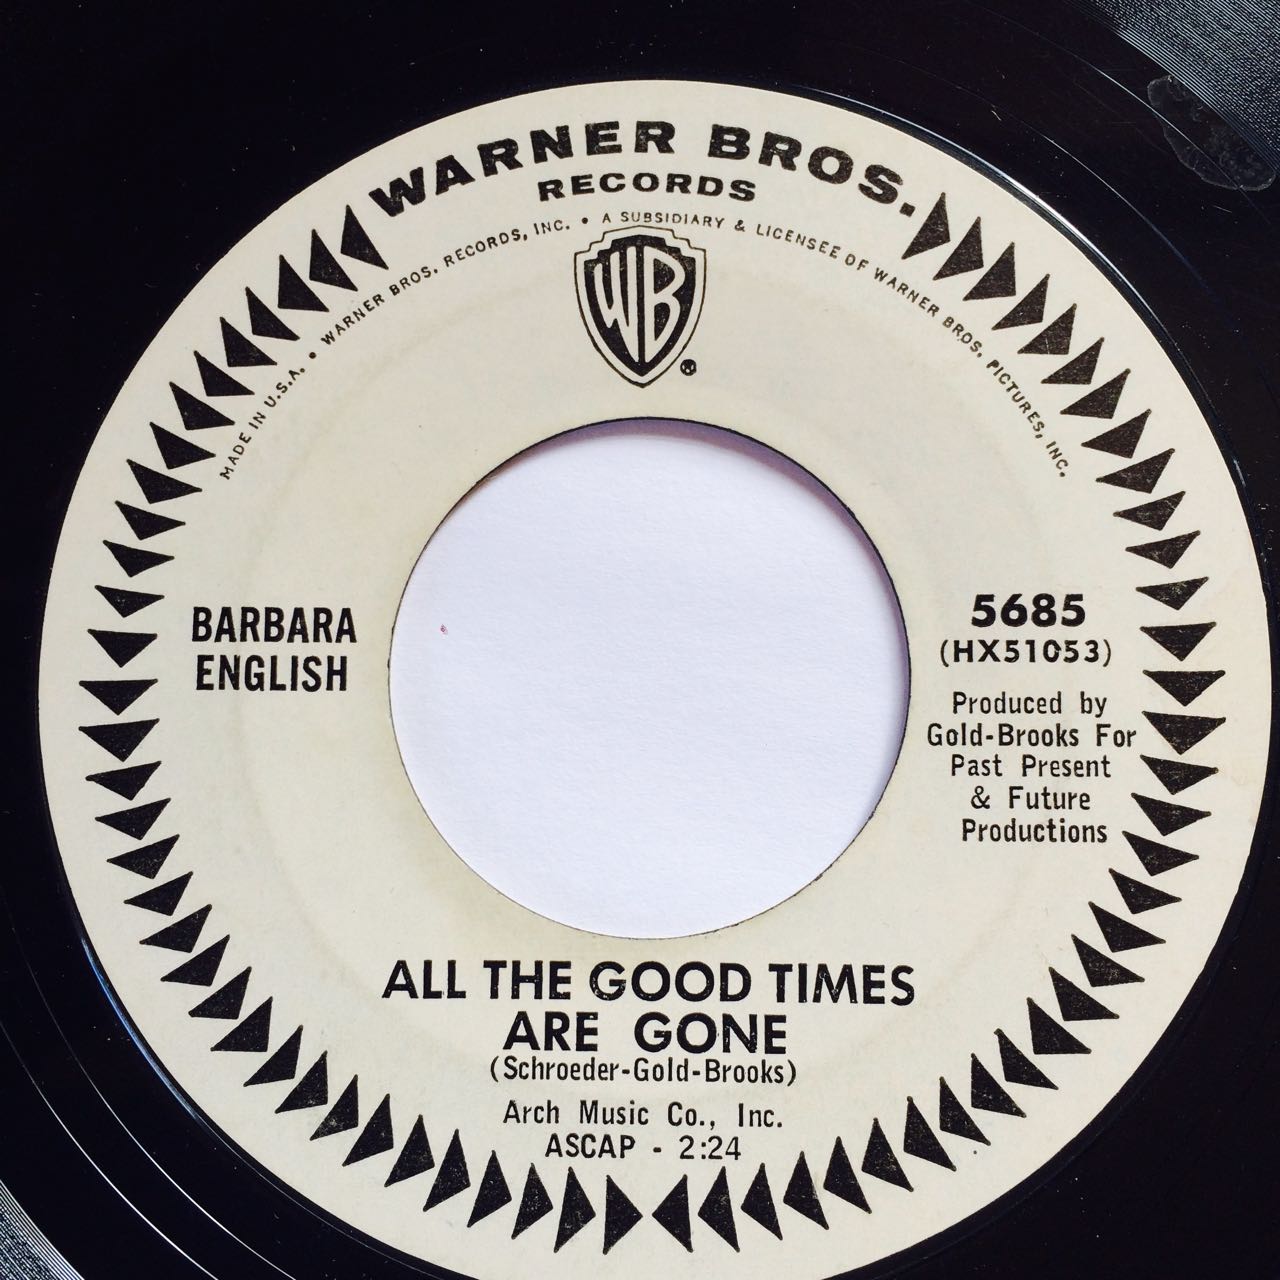 WARNER BROS.
RECORDS
MADE IN U.S.A. • WARNER BROS. RECORDS, INC. • A SUBSIDIARY & LICENSEE OF WARNER BROS. PICTURES, INC.
WB
®
BARBARA
ENGLISH
5685
(HX51053)
Produced by
Gold-Brooks For
Past Present
& Future
Productions
ALL THE GOOD TIMES
ARE GONE
(Schroeder-Gold-Brooks)
Arch Music Co., Inc.
ASCAP - 2:24